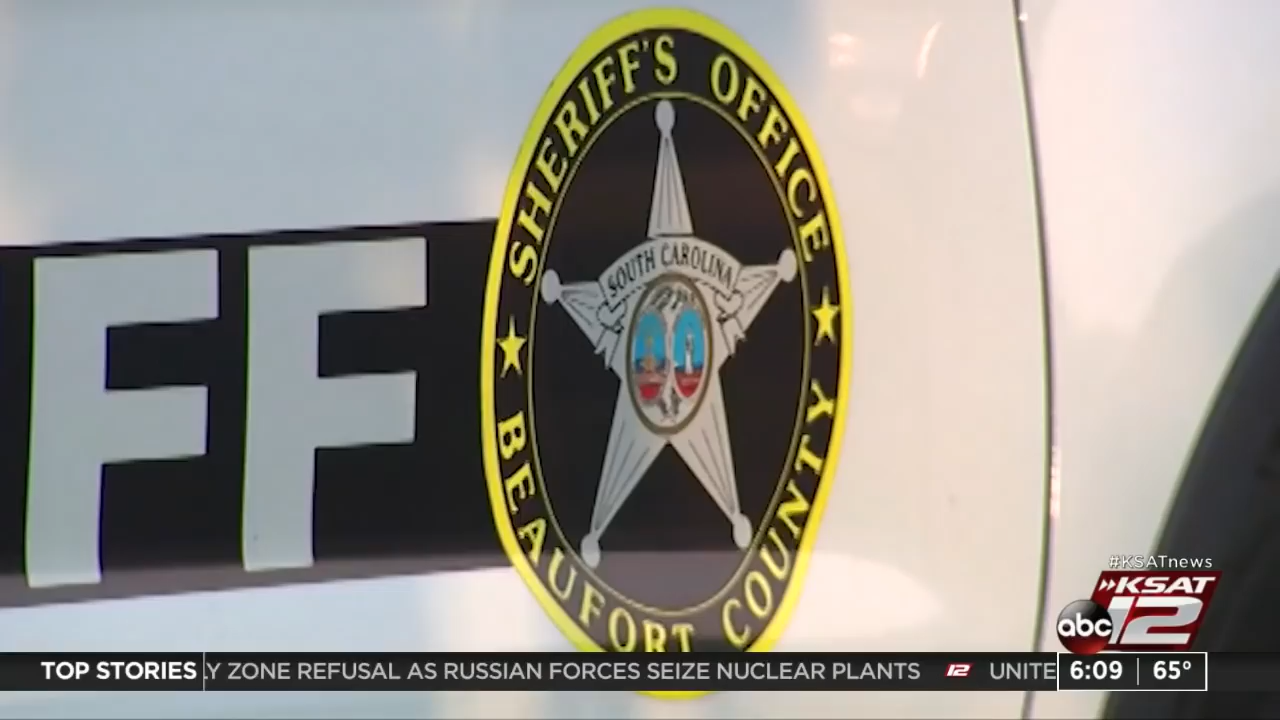 SHERIFF'S OFFICE
SOUTH CAROLINA
FF
BEAUFORT COUNTY
#KSATnews
KSAT
abc 12
TOP STORIES ZONE REFUSAL AS RUSSIAN FORCES SEIZE NUCLEAR PLANTS 12 UNITE 6:09 65°